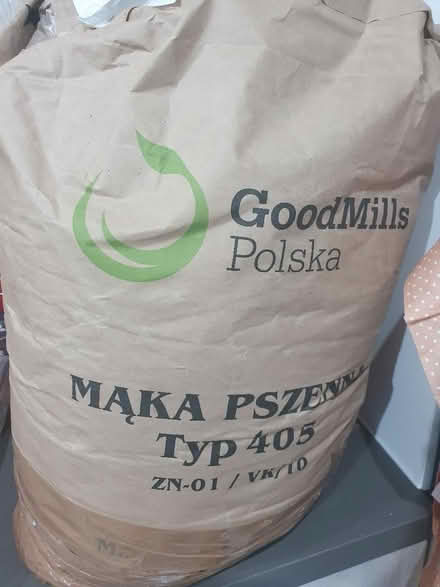 GoodMills
Polska
MĄKA PSZENNA
Typ 405
ZN-01 / VK/10